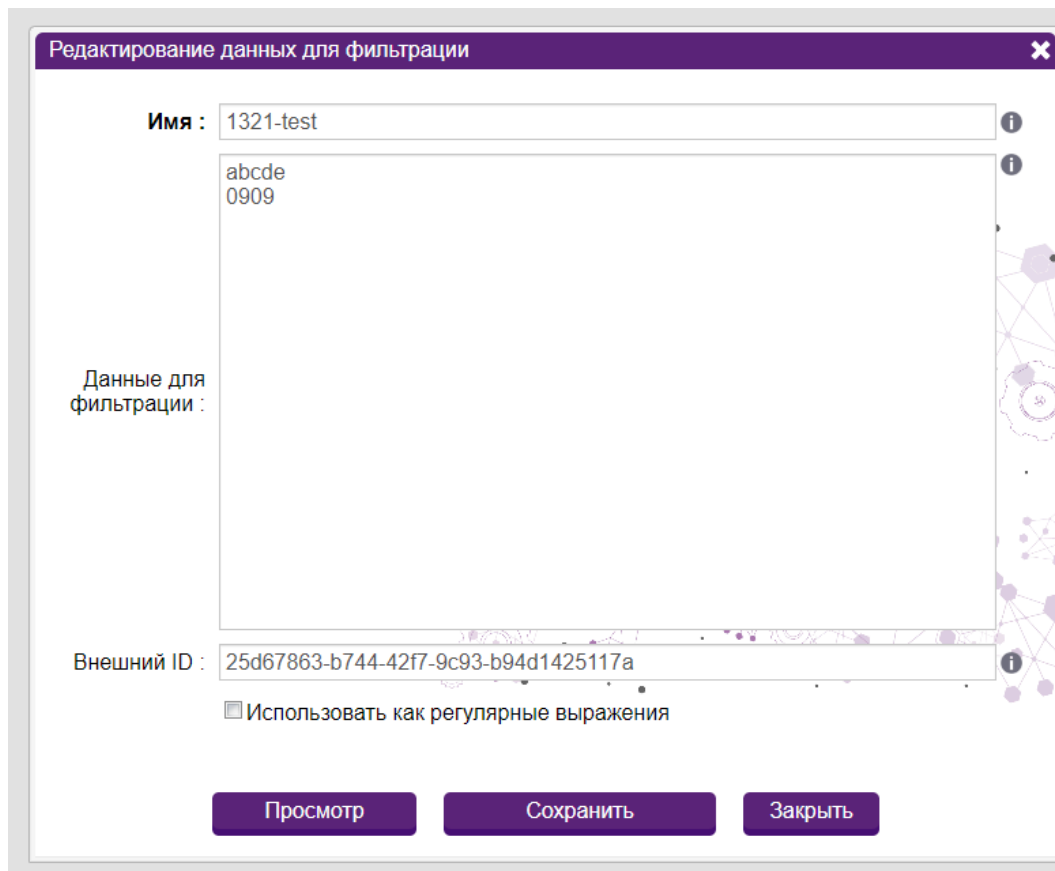 Редактирование данных для фильтрации
Имя :
1321-test
Данные для
фильтрации :
abcde
0909
Внешний ID :
25d67863-b744-42f7-9c93-b94d1425117a
Использовать как регулярные выражения
Просмотр
Сохранить
Закрыть